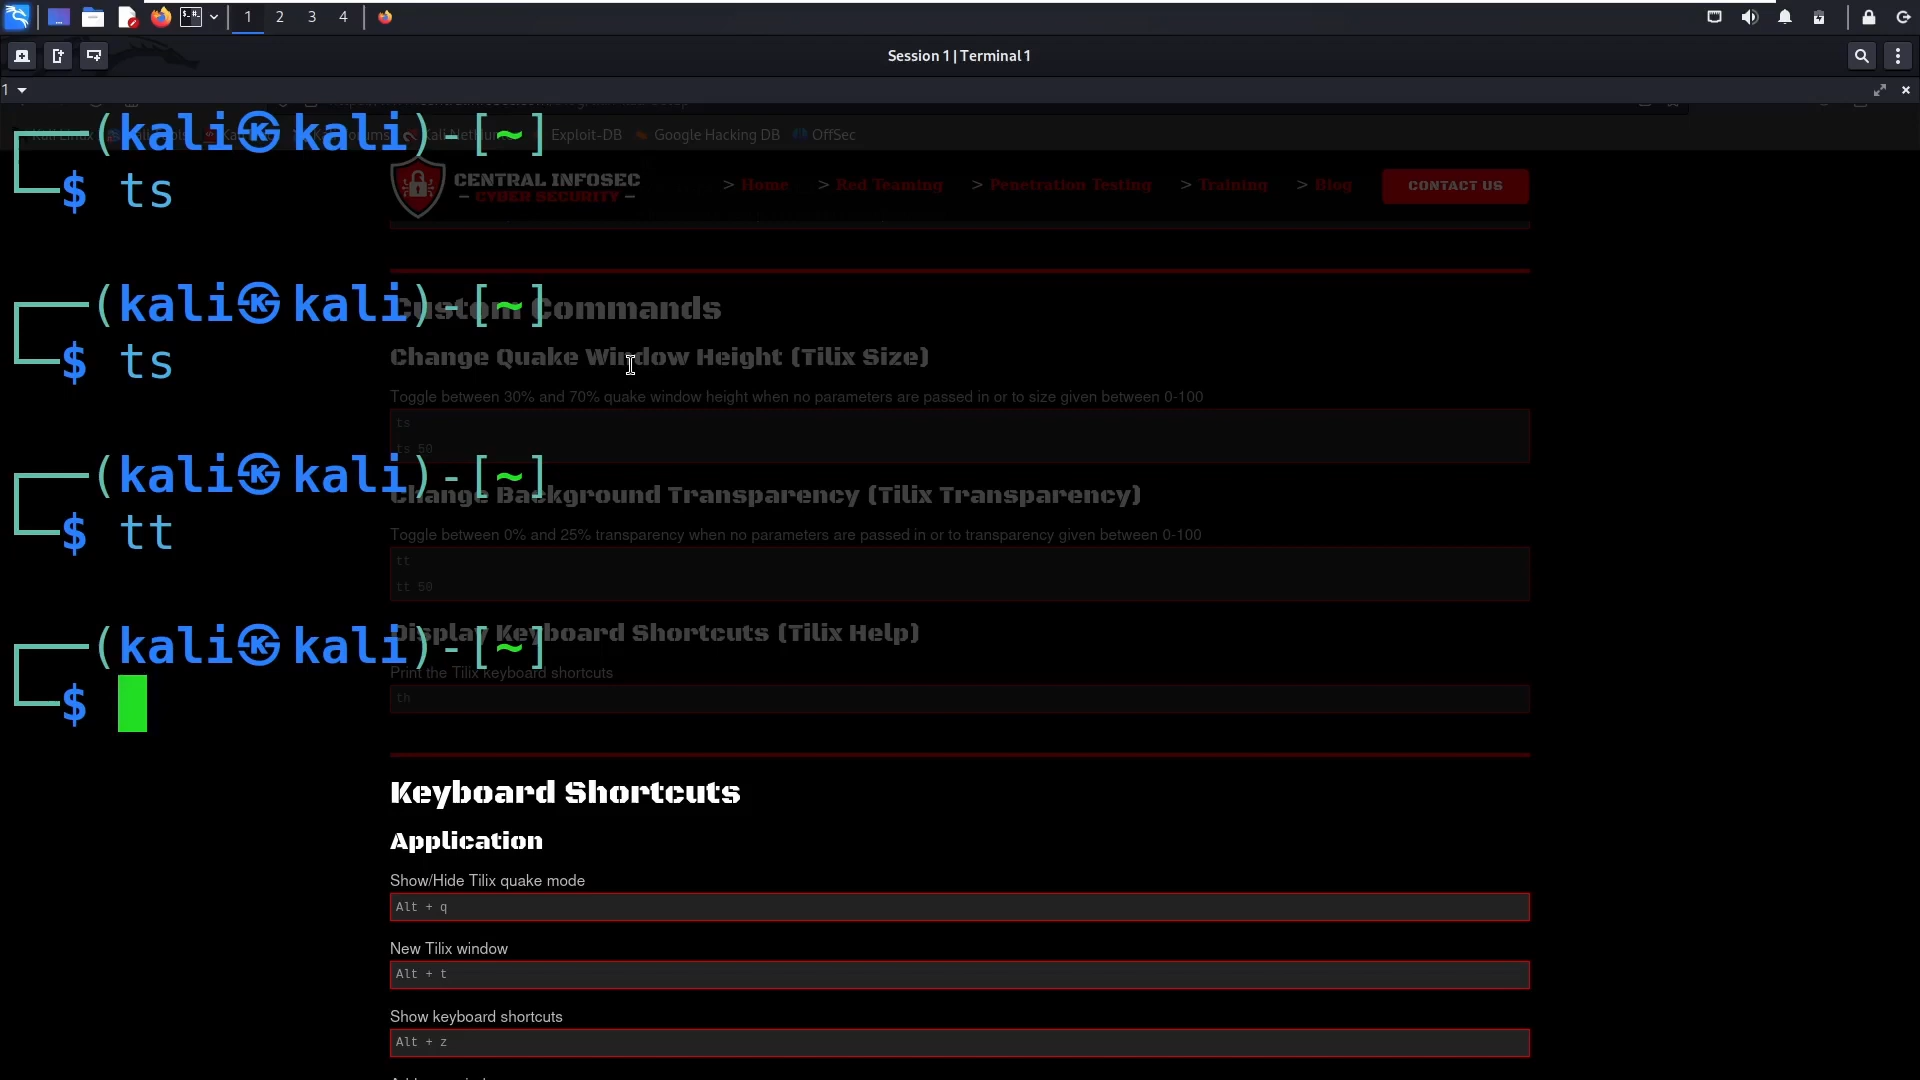 1 2 3 4
Session 1 | Terminal 1
1
Exploit-DB Google Hacking DB OffSec
(kali㉿kali)-[~]
$ ts
CENTRAL INFOSEC
— CYBER SECURITY —
> Home > Red Teaming > Penetration Testing > Training > Blog
CONTACT US
(kali㉿kali)-[~]
$ ts
Custom Commands
Change Quake Window Height (Tilix Size)
Toggle between 30% and 70% quake window height when no parameters are passed in or to size given between 0-100
ts
ts 50
(kali㉿kali)-[~]
$ tt
Change Background Transparency (Tilix Transparency)
Toggle between 0% and 25% transparency when no parameters are passed in or to transparency given between 0-100
tt
tt 50
(kali㉿kali)-[~]
$
Display Keyboard Shortcuts (Tilix Help)
Print the Tilix keyboard shortcuts
th
Keyboard Shortcuts
Application
Show/Hide Tilix quake mode
Alt + q
New Tilix window
Alt + t
Show keyboard shortcuts
Alt + z